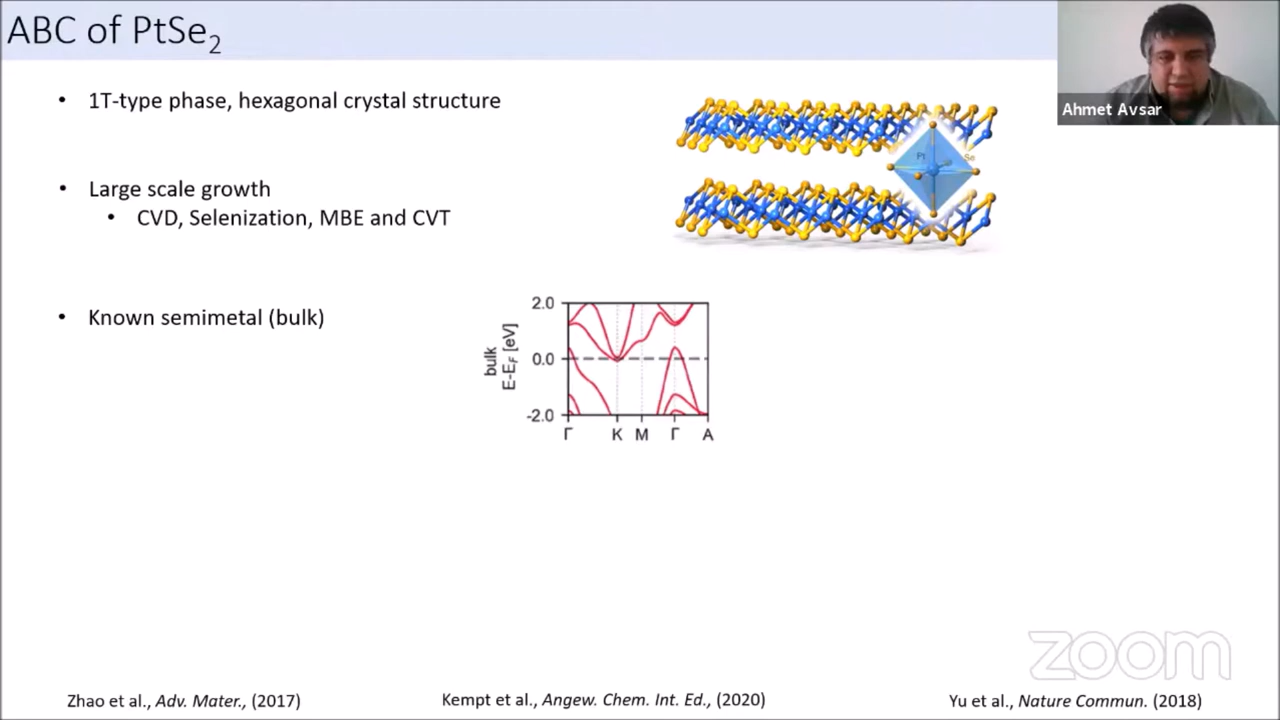 ABC of PtSe₂
Ahmet Avsar
• 1T-type phase, hexagonal crystal structure
Pt
Se
• Large scale growth
• CVD, Selenization, MBE and CVT
• Known semimetal (bulk)
bulk
E-E_F [eV]
2.0
0.0
-2.0
Γ K M Γ A
zoom
Zhao et al., Adv. Mater., (2017)
Kempt et al., Angew. Chem. Int. Ed., (2020)
Yu et al., Nature Commun. (2018)